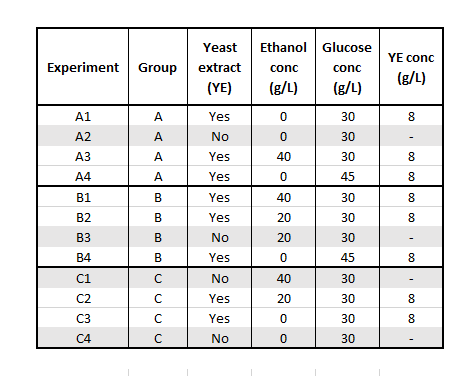 Experiment Group Yeast extract (YE) Ethanol conc (g/L) Glucose conc (g/L) YE conc (g/L)
A1 A Yes 0 30 8
A2 A No 0 30 -
A3 A Yes 40 30 8
A4 A Yes 0 45 8
B1 B Yes 40 30 8
B2 B Yes 20 30 8
B3 B No 20 30 -
B4 B Yes 0 45 8
C1 C No 40 30 -
C2 C Yes 20 30 8
C3 C Yes 0 30 8
C4 C No 0 30 -